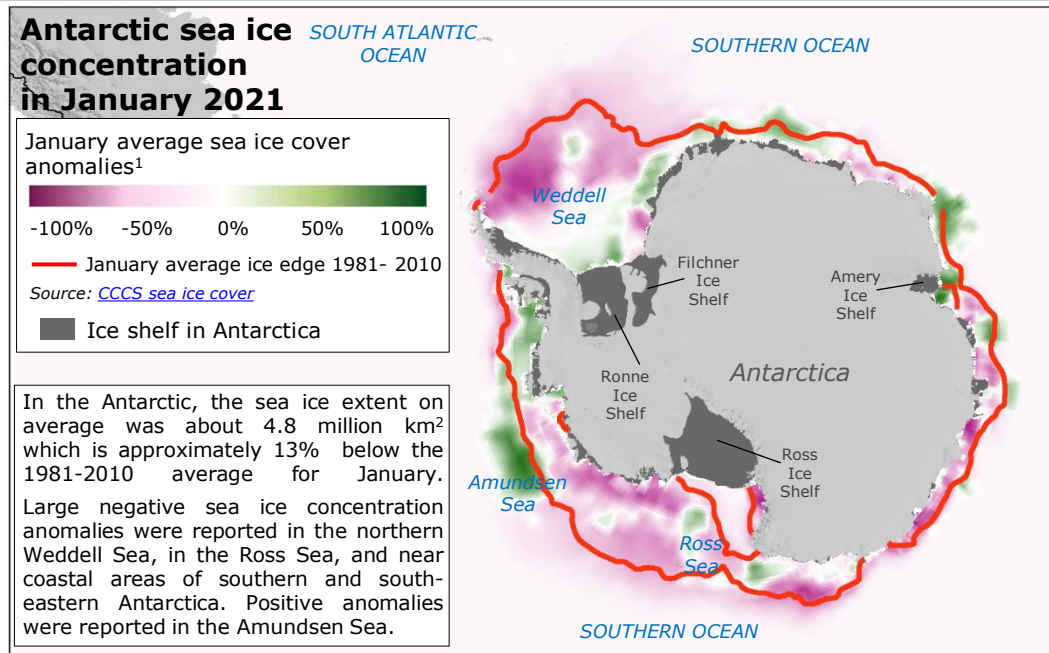 Antarctic sea ice
concentration
in January 2021
SOUTH ATLANTIC
OCEAN
SOUTHERN OCEAN
January average sea ice cover
anomalies¹
-100% -50% 0% 50% 100%
January average ice edge 1981- 2010
Source: CCCS sea ice cover
Ice shelf in Antarctica
Weddell
Sea
Filchner
Ice
Shelf
Amery
Ice
Shelf
Ronne
Ice
Shelf
Antarctica
Ross
Ice
Shelf
Amundsen
Sea
Ross
Sea
SOUTHERN OCEAN
In the Antarctic, the sea ice extent on
average was about 4.8 million km²
which is approximately 13% below the
1981-2010 average for January.
Large negative sea ice concentration
anomalies were reported in the northern
Weddell Sea, in the Ross Sea, and near
coastal areas of southern and south-
eastern Antarctica. Positive anomalies
were reported in the Amundsen Sea.